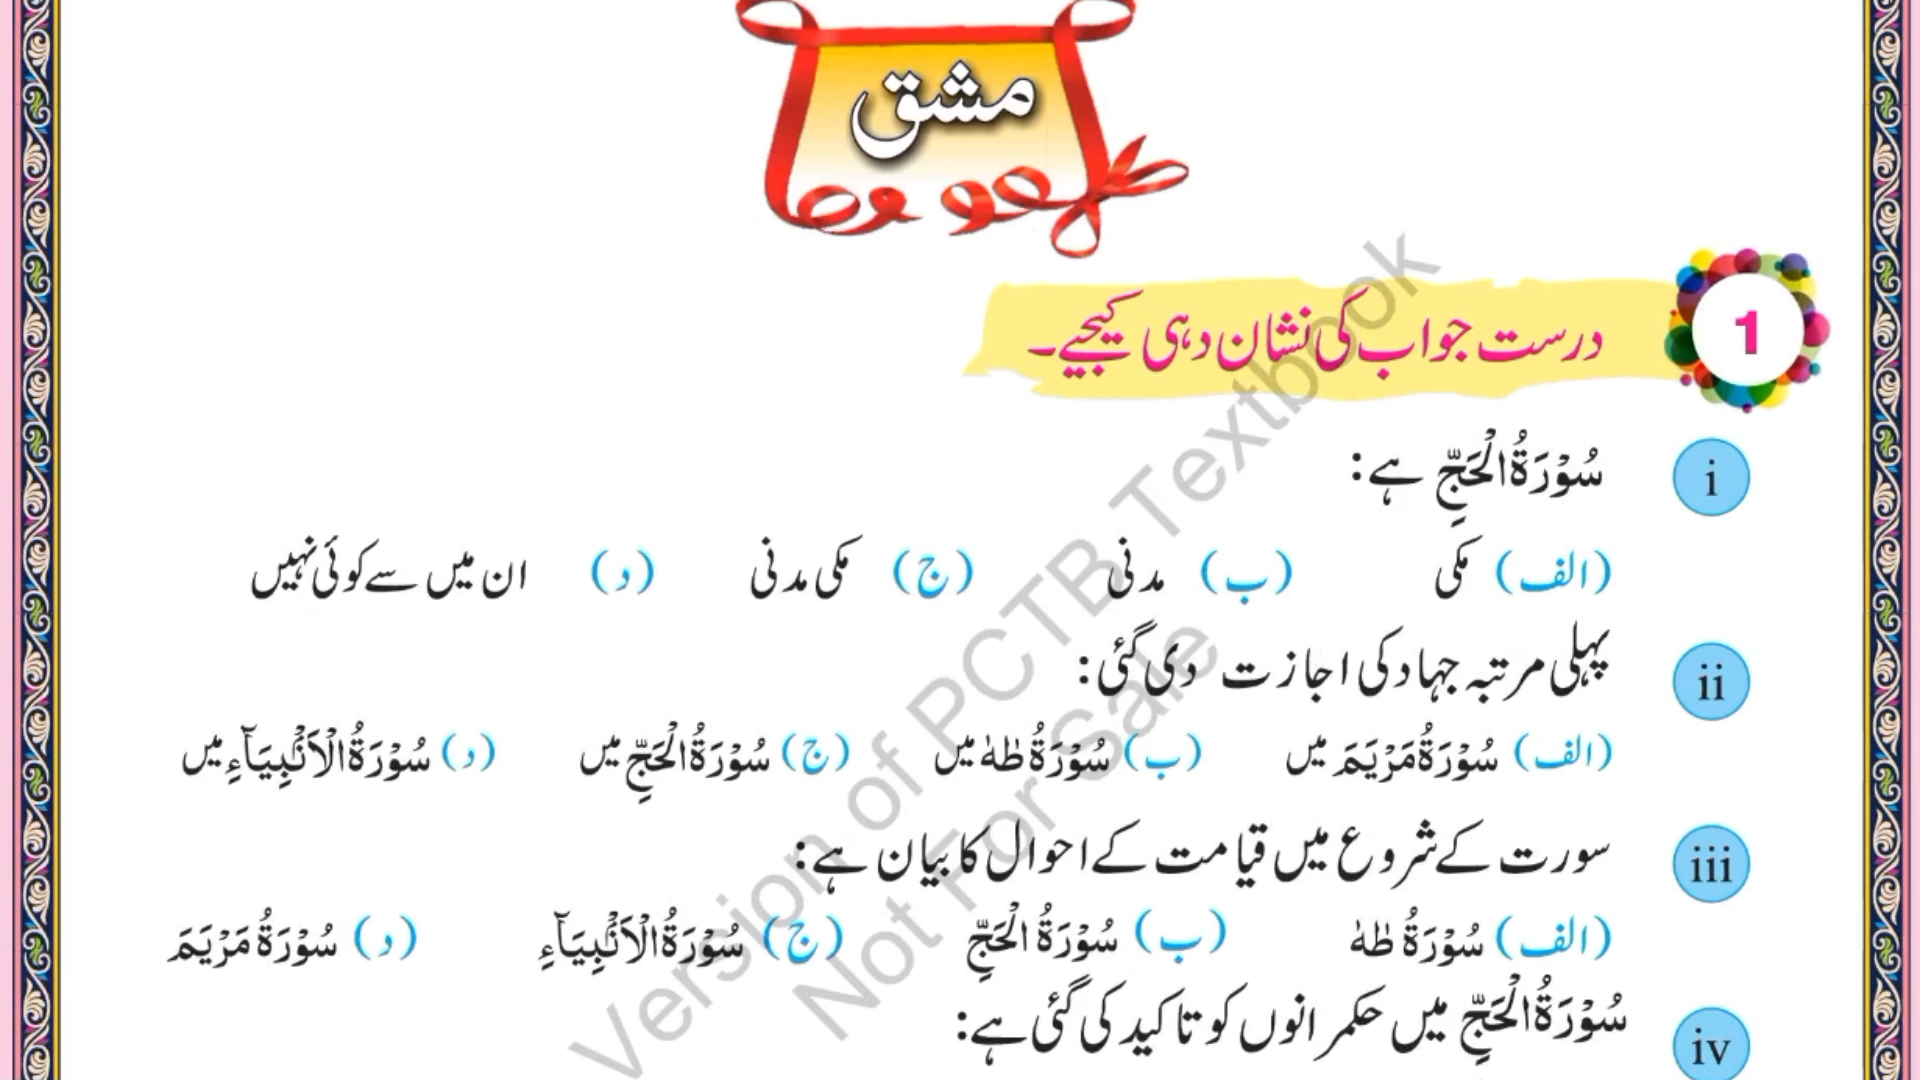 مشق
1 درست جواب کی نشان دہی کیجیے۔
i سُوْرَۃُ الْحَجِّ ہے:
(الف) مکی (ب) مدنی (ج) مکی مدنی (د) ان میں سے کوئی نہیں
ii پہلی مرتبہ جہاد کی اجازت دی گئی:
(الف) سُوْرَۃُ مَرْیَمَ میں (ب) سُوْرَۃُ طٰہٰ میں (ج) سُوْرَۃُ الْحَجِّ میں (د) سُوْرَۃُ الْاَنْۢبِیَآءِ میں
iii سورت کے شروع میں قیامت کے احوال کا بیان ہے:
(الف) سُوْرَۃُ طٰہٰ (ب) سُوْرَۃُ الْحَجِّ (ج) سُوْرَۃُ الْاَنْۢبِیَآءِ (د) سُوْرَۃُ مَرْیَمَ
iv سُوْرَۃُ الْحَجِّ میں حکمرانوں کو تاکید کی گئی ہے:
Version of PCTB Textbook
Not For Sale